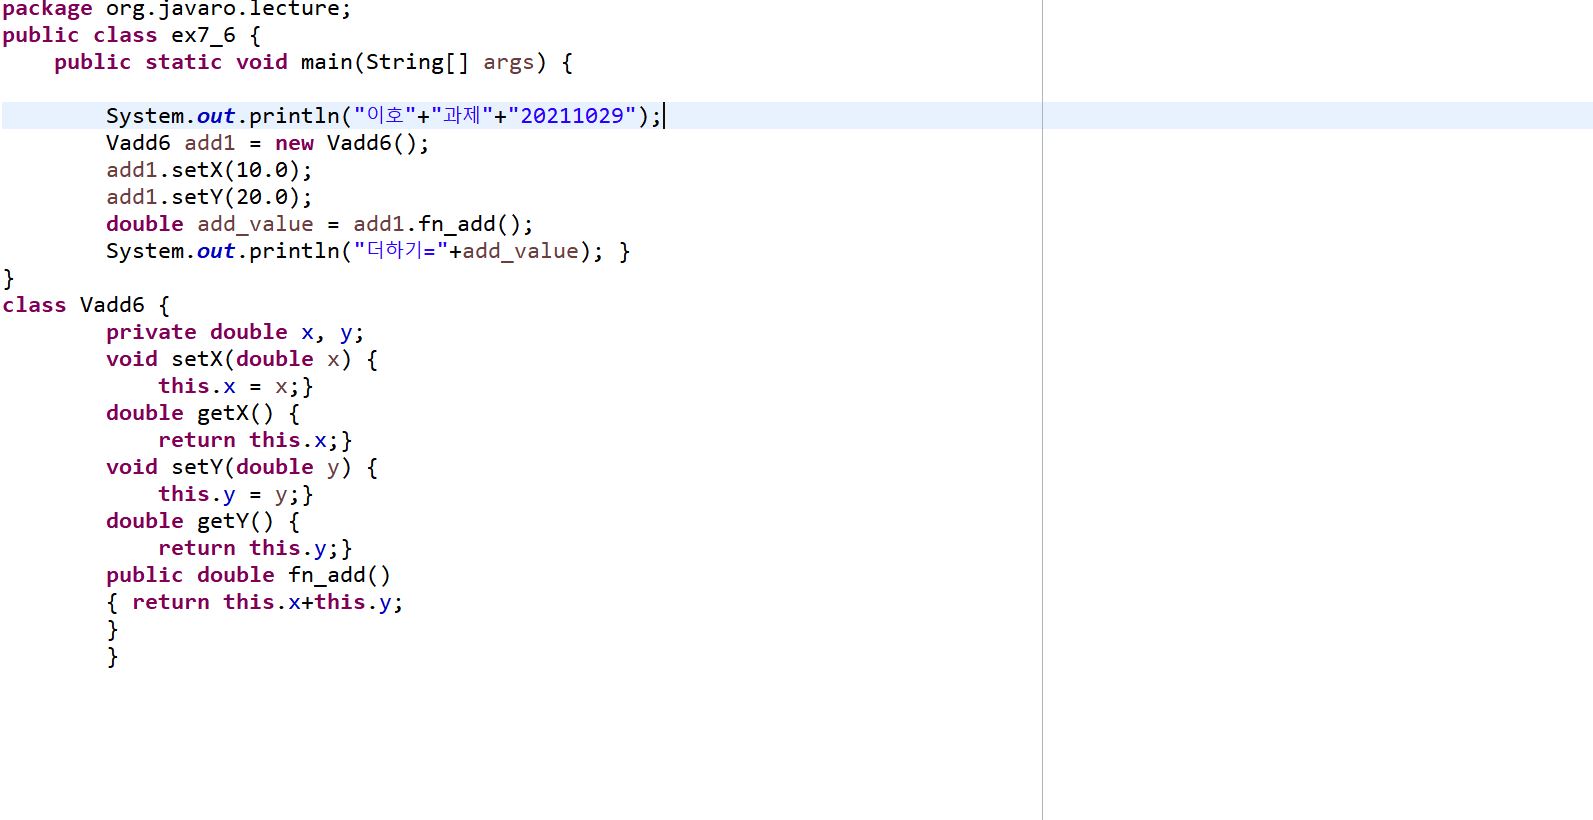 package org.javaro.lecture;
public class ex7_6 {
public static void main(String[] args) {
System.out.println("이호"+"과제"+"20211029");
Vadd6 add1 = new Vadd6();
add1.setX(10.0);
add1.setY(20.0);
double add_value = add1.fn_add();
System.out.println("더하기="+add_value); }
}
class Vadd6 {
private double x, y;
void setX(double x) {
this.x = x;}
double getX() {
return this.x;}
void setY(double y) {
this.y = y;}
double getY() {
return this.y;}
public double fn_add()
{ return this.x+this.y;
}
}